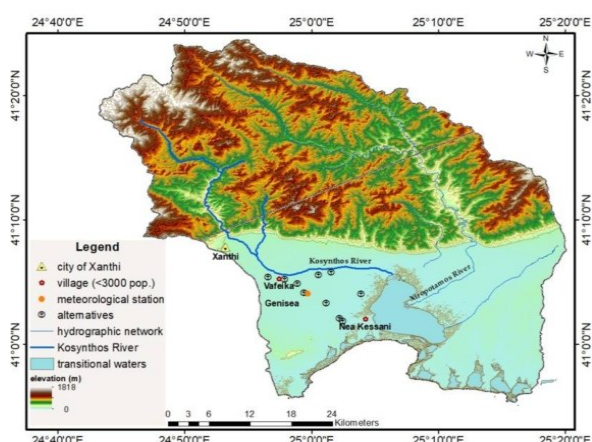 24°40'0"E 24°50'0"E 25°0'0"E 25°10'0"E 25°20'0"E
N
W E
S
41°20'0"N 41°20'0"N
41°10'0"N 41°10'0"N
41°0'0"N 41°0'0"N
Xanthi
Kosynthos River
Vafeika
Xiropotamos River
Genisea
Nea Kessani
Legend
city of Xanthi
village (<3000 pop.)
meteorological station
alternatives
hydrographic network
Kosynthos River
transitional waters
elevation (m)
1818
0
0 3 6 12 18 24
Kilometers
24°40'0"E 24°50'0"E 25°0'0"E 25°10'0"E 25°20'0"E